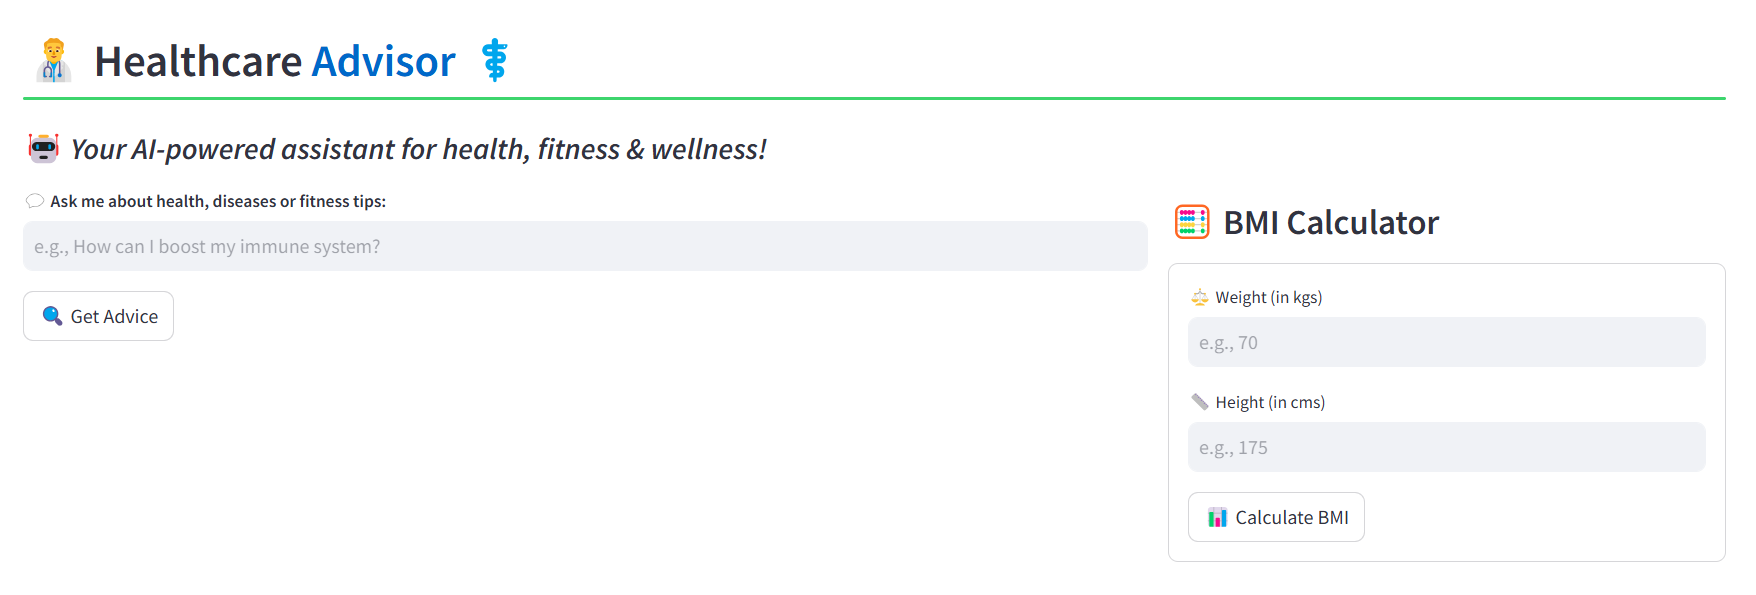 Healthcare Advisor
Your AI-powered assistant for health, fitness & wellness!
Ask me about health, diseases or fitness tips:
e.g., How can I boost my immune system?
Get Advice
BMI Calculator
Weight (in kgs)
e.g., 70
Height (in cms)
e.g., 175
Calculate BMI